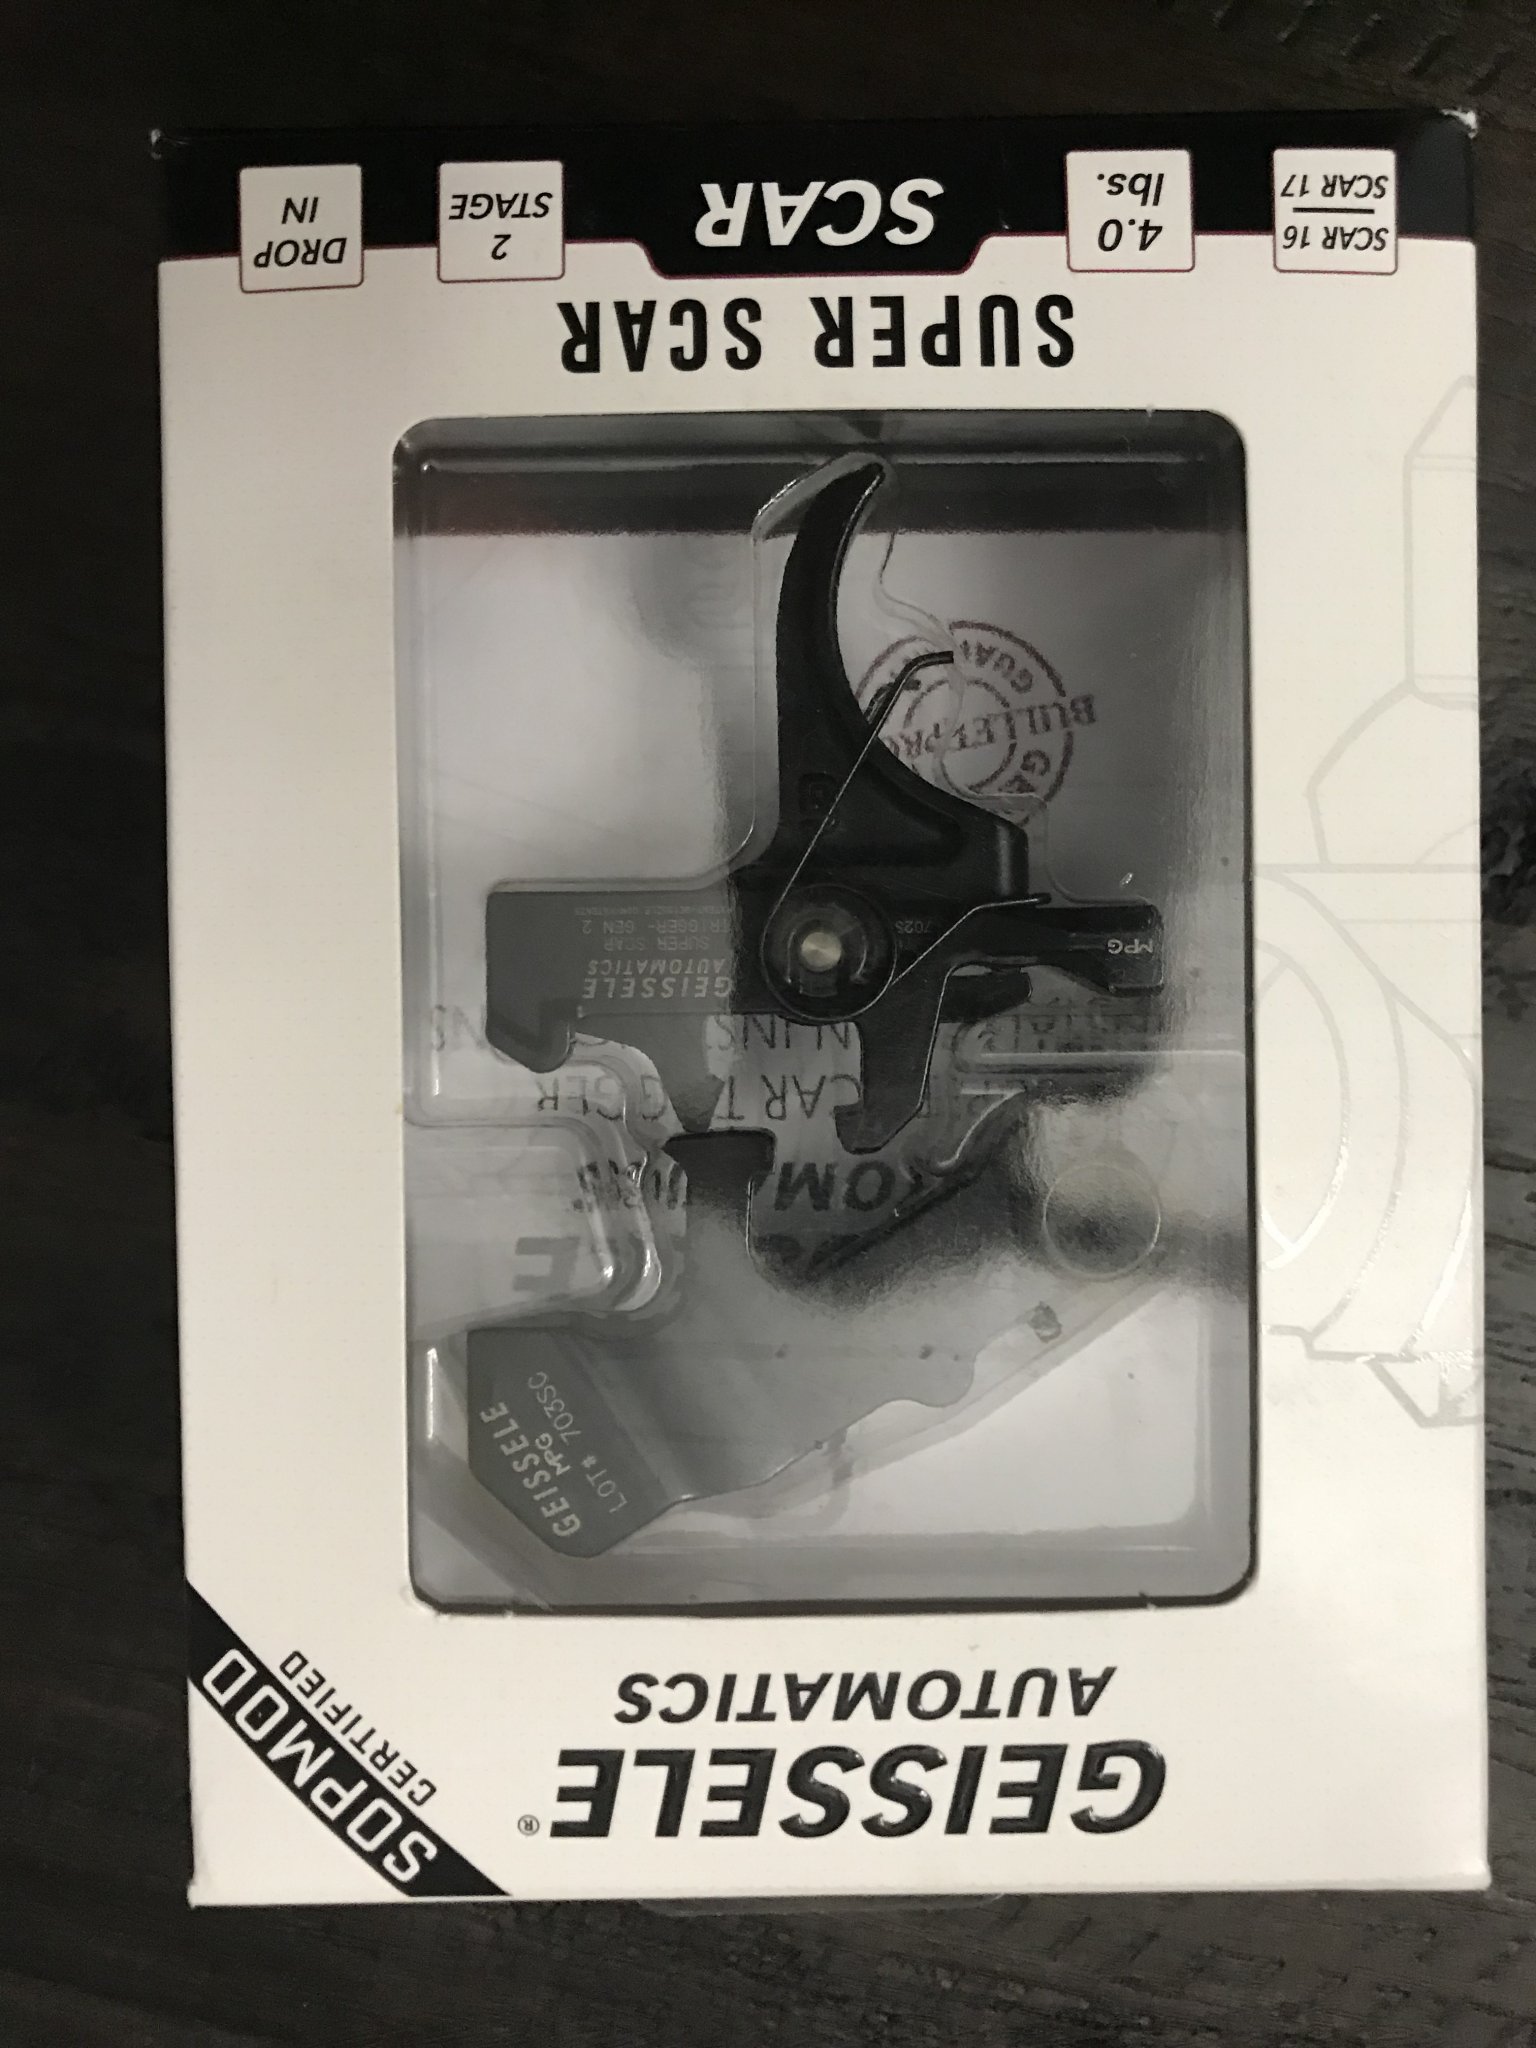 GEISSELE®
AUTOMATICS
SOPMOD
CERTIFIED
GEISSELE
MPG
LOT# 703SC
GEISSELE
AUTOMATICS
SUPER SCAR
TRIGGER- GEN 2
MPG
702S
SUPER SCAR
SCAR 16
SCAR 17
4.0
lbs.
SCAR
2
STAGE
DROP
IN